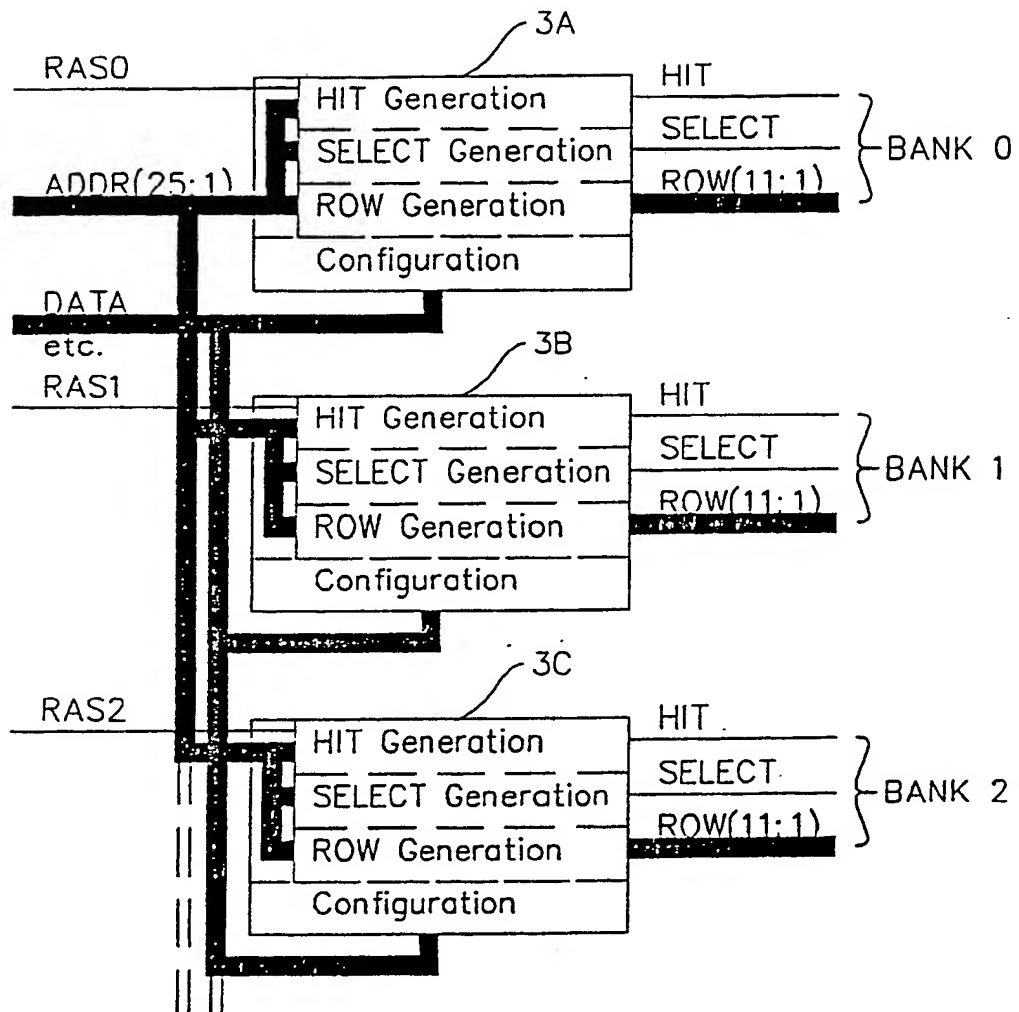 3A
RAS0
HIT Generation
HIT
SELECT Generation
SELECT
BANK 0
ADDR(25:1)
ROW Generation
ROW(11:1)
Configuration
DATA
etc.
3B
RAS1
HIT Generation
HIT
SELECT Generation
SELECT
BANK 1
ROW Generation
ROW(11:1)
Configuration
3C
RAS2
HIT Generation
HIT
SELECT Generation
SELECT
BANK 2
ROW Generation
ROW(11:1)
Configuration